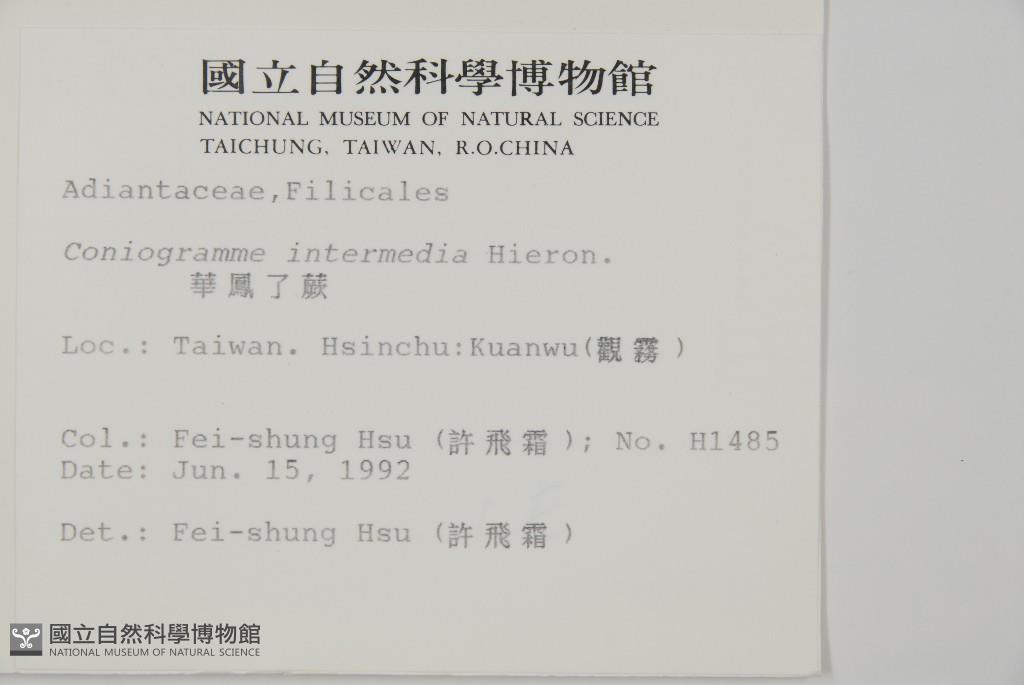 國立自然科學博物館
NATIONAL MUSEUM OF NATURAL SCIENCE
TAICHUNG, TAIWAN, R.O.CHINA
Adiantaceae,Filicales
Coniogramme intermedia Hieron.
華鳳了蕨
Loc.: Taiwan. Hsinchu:Kuanwu(觀霧)
Col.: Fei-shung Hsu (許飛霜); No. H1485
Date: Jun. 15, 1992
Det.: Fei-shung Hsu (許飛霜)
國立自然科學博物館
NATIONAL MUSEUM OF NATURAL SCIENCE